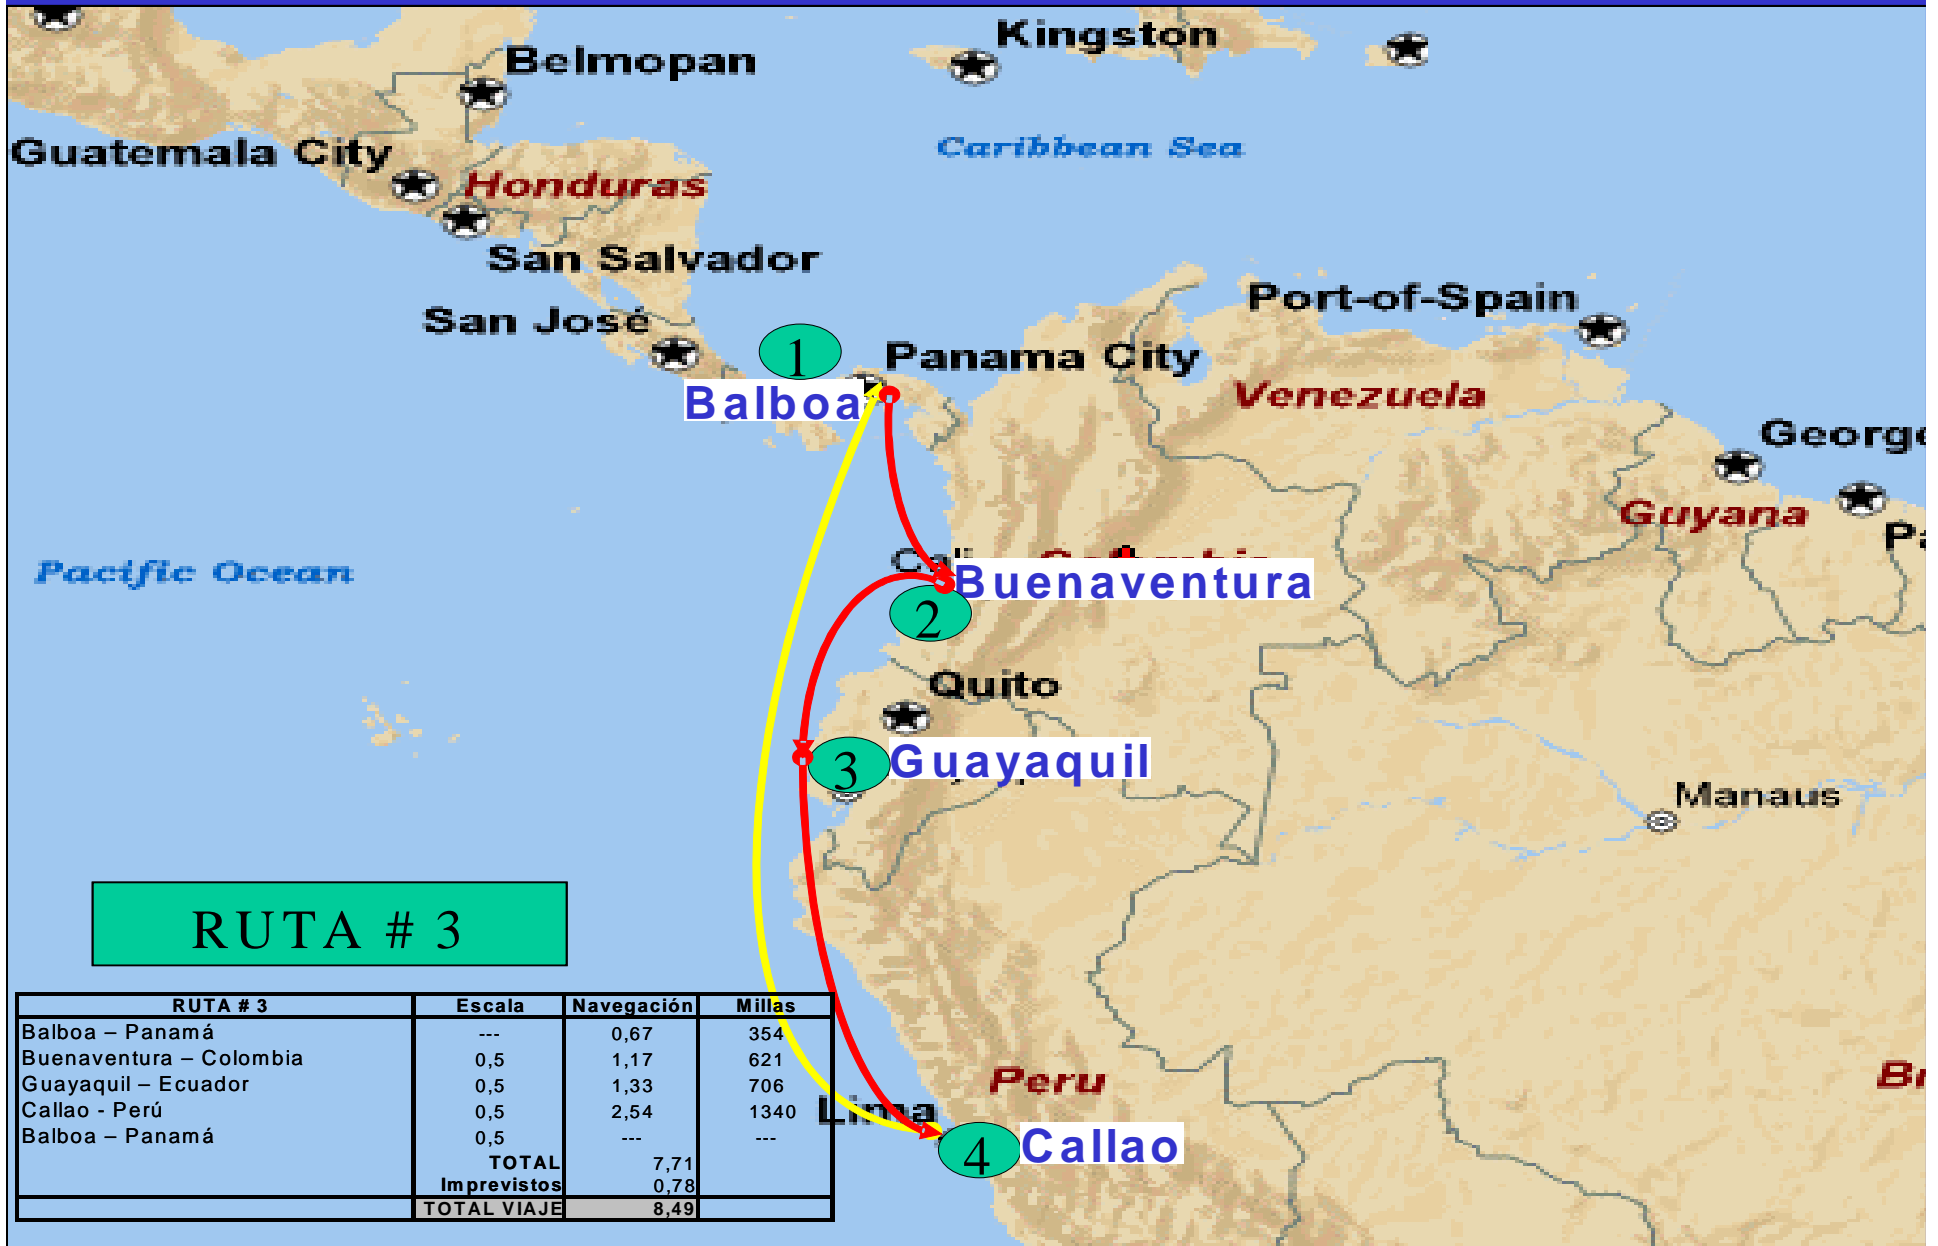 Kingston
Belmopan
Caribbean Sea
Guatemala City
Honduras
San Salvador
Port-of-Spain
San José
1
Panama City
Balboa
Venezuela
Guyana
Pacific Ocean
Cali
Buenaventura
2
Quito
3
Guayaquil
Manaus
RUTA # 3
RUTA # 3 Escala Navegación Millas
Balboa – Panamá --- 0,67 354
Buenaventura – Colombia 0,5 1,17 621
Guayaquil – Ecuador 0,5 1,33 706
Callao - Perú 0,5 2,54 1340
Balboa – Panamá 0,5 --- ---
TOTAL 7,71
Imprevistos 0,78
TOTAL VIAJE 8,49
Peru
Lima
4
Callao